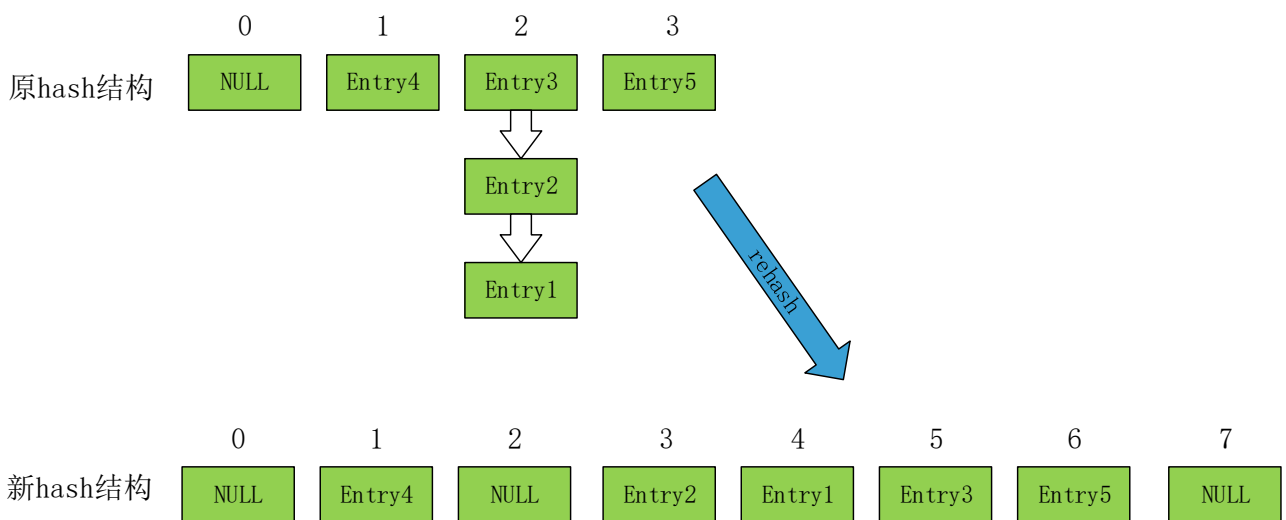 0 1 2 3
原hash结构 NULL Entry4 Entry3 Entry5
Entry2
Entry1
rehash
0 1 2 3 4 5 6 7
新hash结构 NULL Entry4 NULL Entry2 Entry1 Entry3 Entry5 NULL